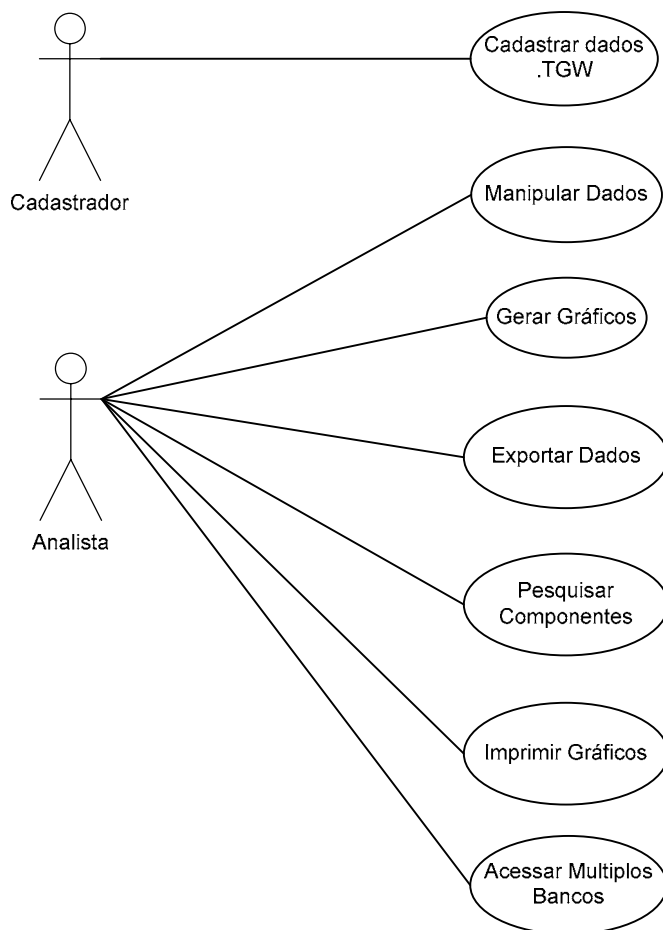 Cadastrar dados
.TGW
Cadastrador
Manipular Dados
Gerar Gráficos
Exportar Dados
Analista
Pesquisar
Componentes
Imprimir Gráficos
Acessar Multiplos
Bancos